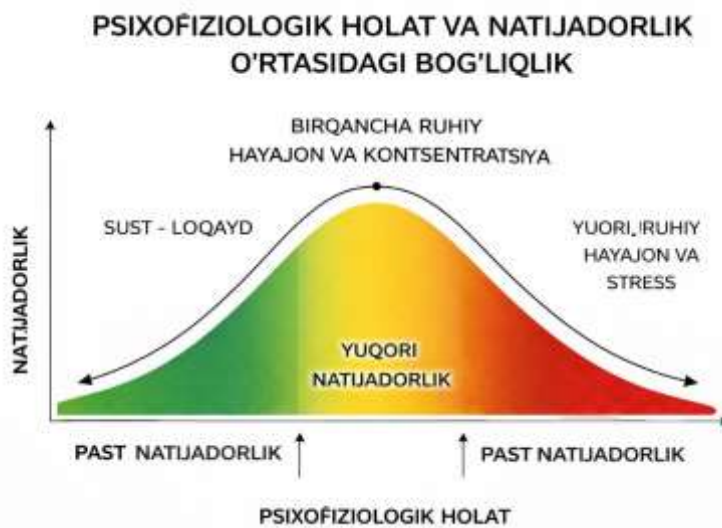 PSIXOFIZIOLOGIK HOLAT VA NATIJADORLIK
O'RTASIDAGI BOG'LIQLIK
BIRQANCHA RUHIY
HAYAJON VA KONTSENTRATSIYA
SUST - LOQAYD
YUORI, IRUHIY
HAYAJON VA
STRESS
NATIJADORLIK
YUQORI
NATIJADORLIK
PAST NATIJADORLIK
PAST NATIJADORLIK
PSIXOFIZIOLOGIK HOLAT